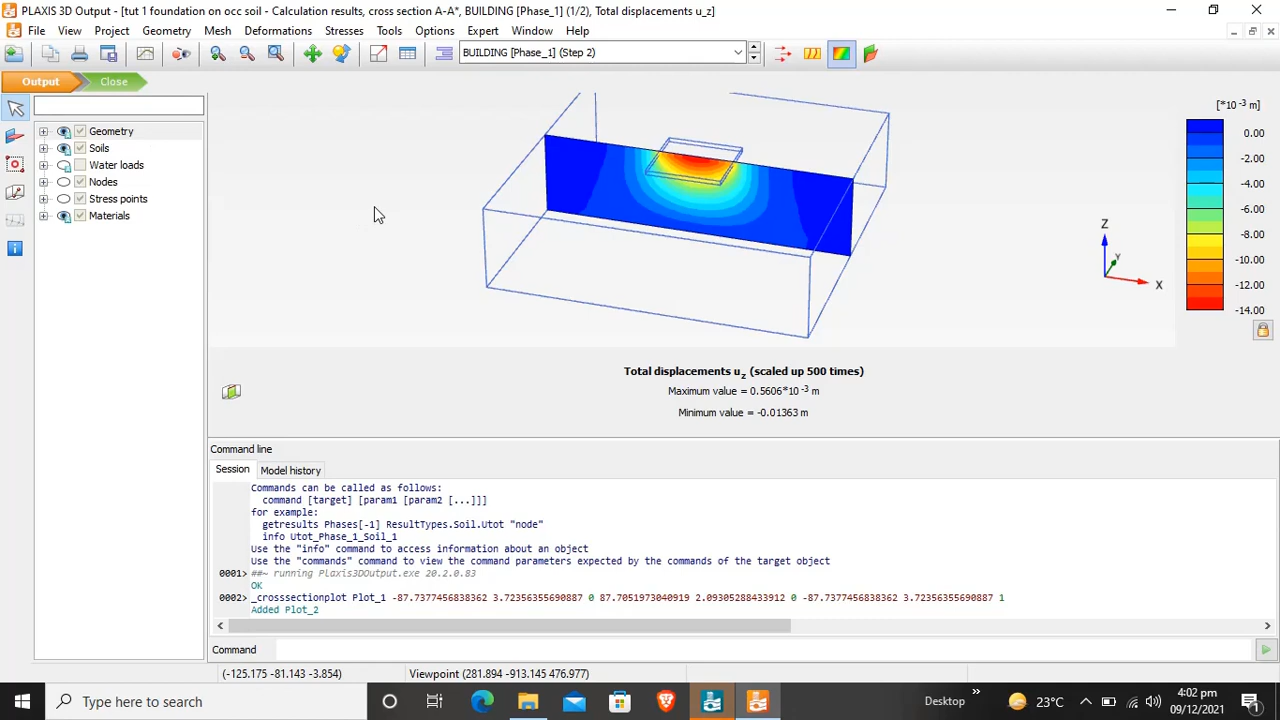 PLAXIS 3D Output - [tut 1 foundation on occ soil - Calculation results, cross section A-A*, BUILDING [Phase_1] (1/2), Total displacements u_z]
File View Project Geometry Mesh Deformations Stresses Tools Options Expert Window Help
BUILDING [Phase_1] (Step 2)
Output Close
Geometry
Soils
Water loads
Nodes
Stress points
Materials
[*10 -3 m]
0.00
-2.00
-4.00
-6.00
-8.00
-10.00
-12.00
-14.00
Z
Y
X
Total displacements u z (scaled up 500 times)
Maximum value = 0.5606*10 -3 m
Minimum value = -0.01363 m
Command line
Session Model history
Commands can be called as follows:
command [target] [param1 [param2 [...]]]
for example:
getresults Phases[-1] ResultTypes.Soil.Utot "node"
info Utot_Phase_1_Soil_1
Use the "info" command to access information about an object
Use the "commands" command to view the command parameters expected by the commands of the target object
0001> ##~ running Plaxis3DOutput.exe 20.2.0.83
OK
0002> _crosssectionplot Plot_1 -87.7377456838362 3.72356355690887 0 87.7051973040919 2.09305288433912 0 -87.7377456838362 3.72356355690887 1
Added Plot_2
Command
(-125.175 -81.143 -3.854) Viewpoint (281.894 -913.145 476.977)
Type here to search
Desktop
23°C
4:02 pm
09/12/2021
1